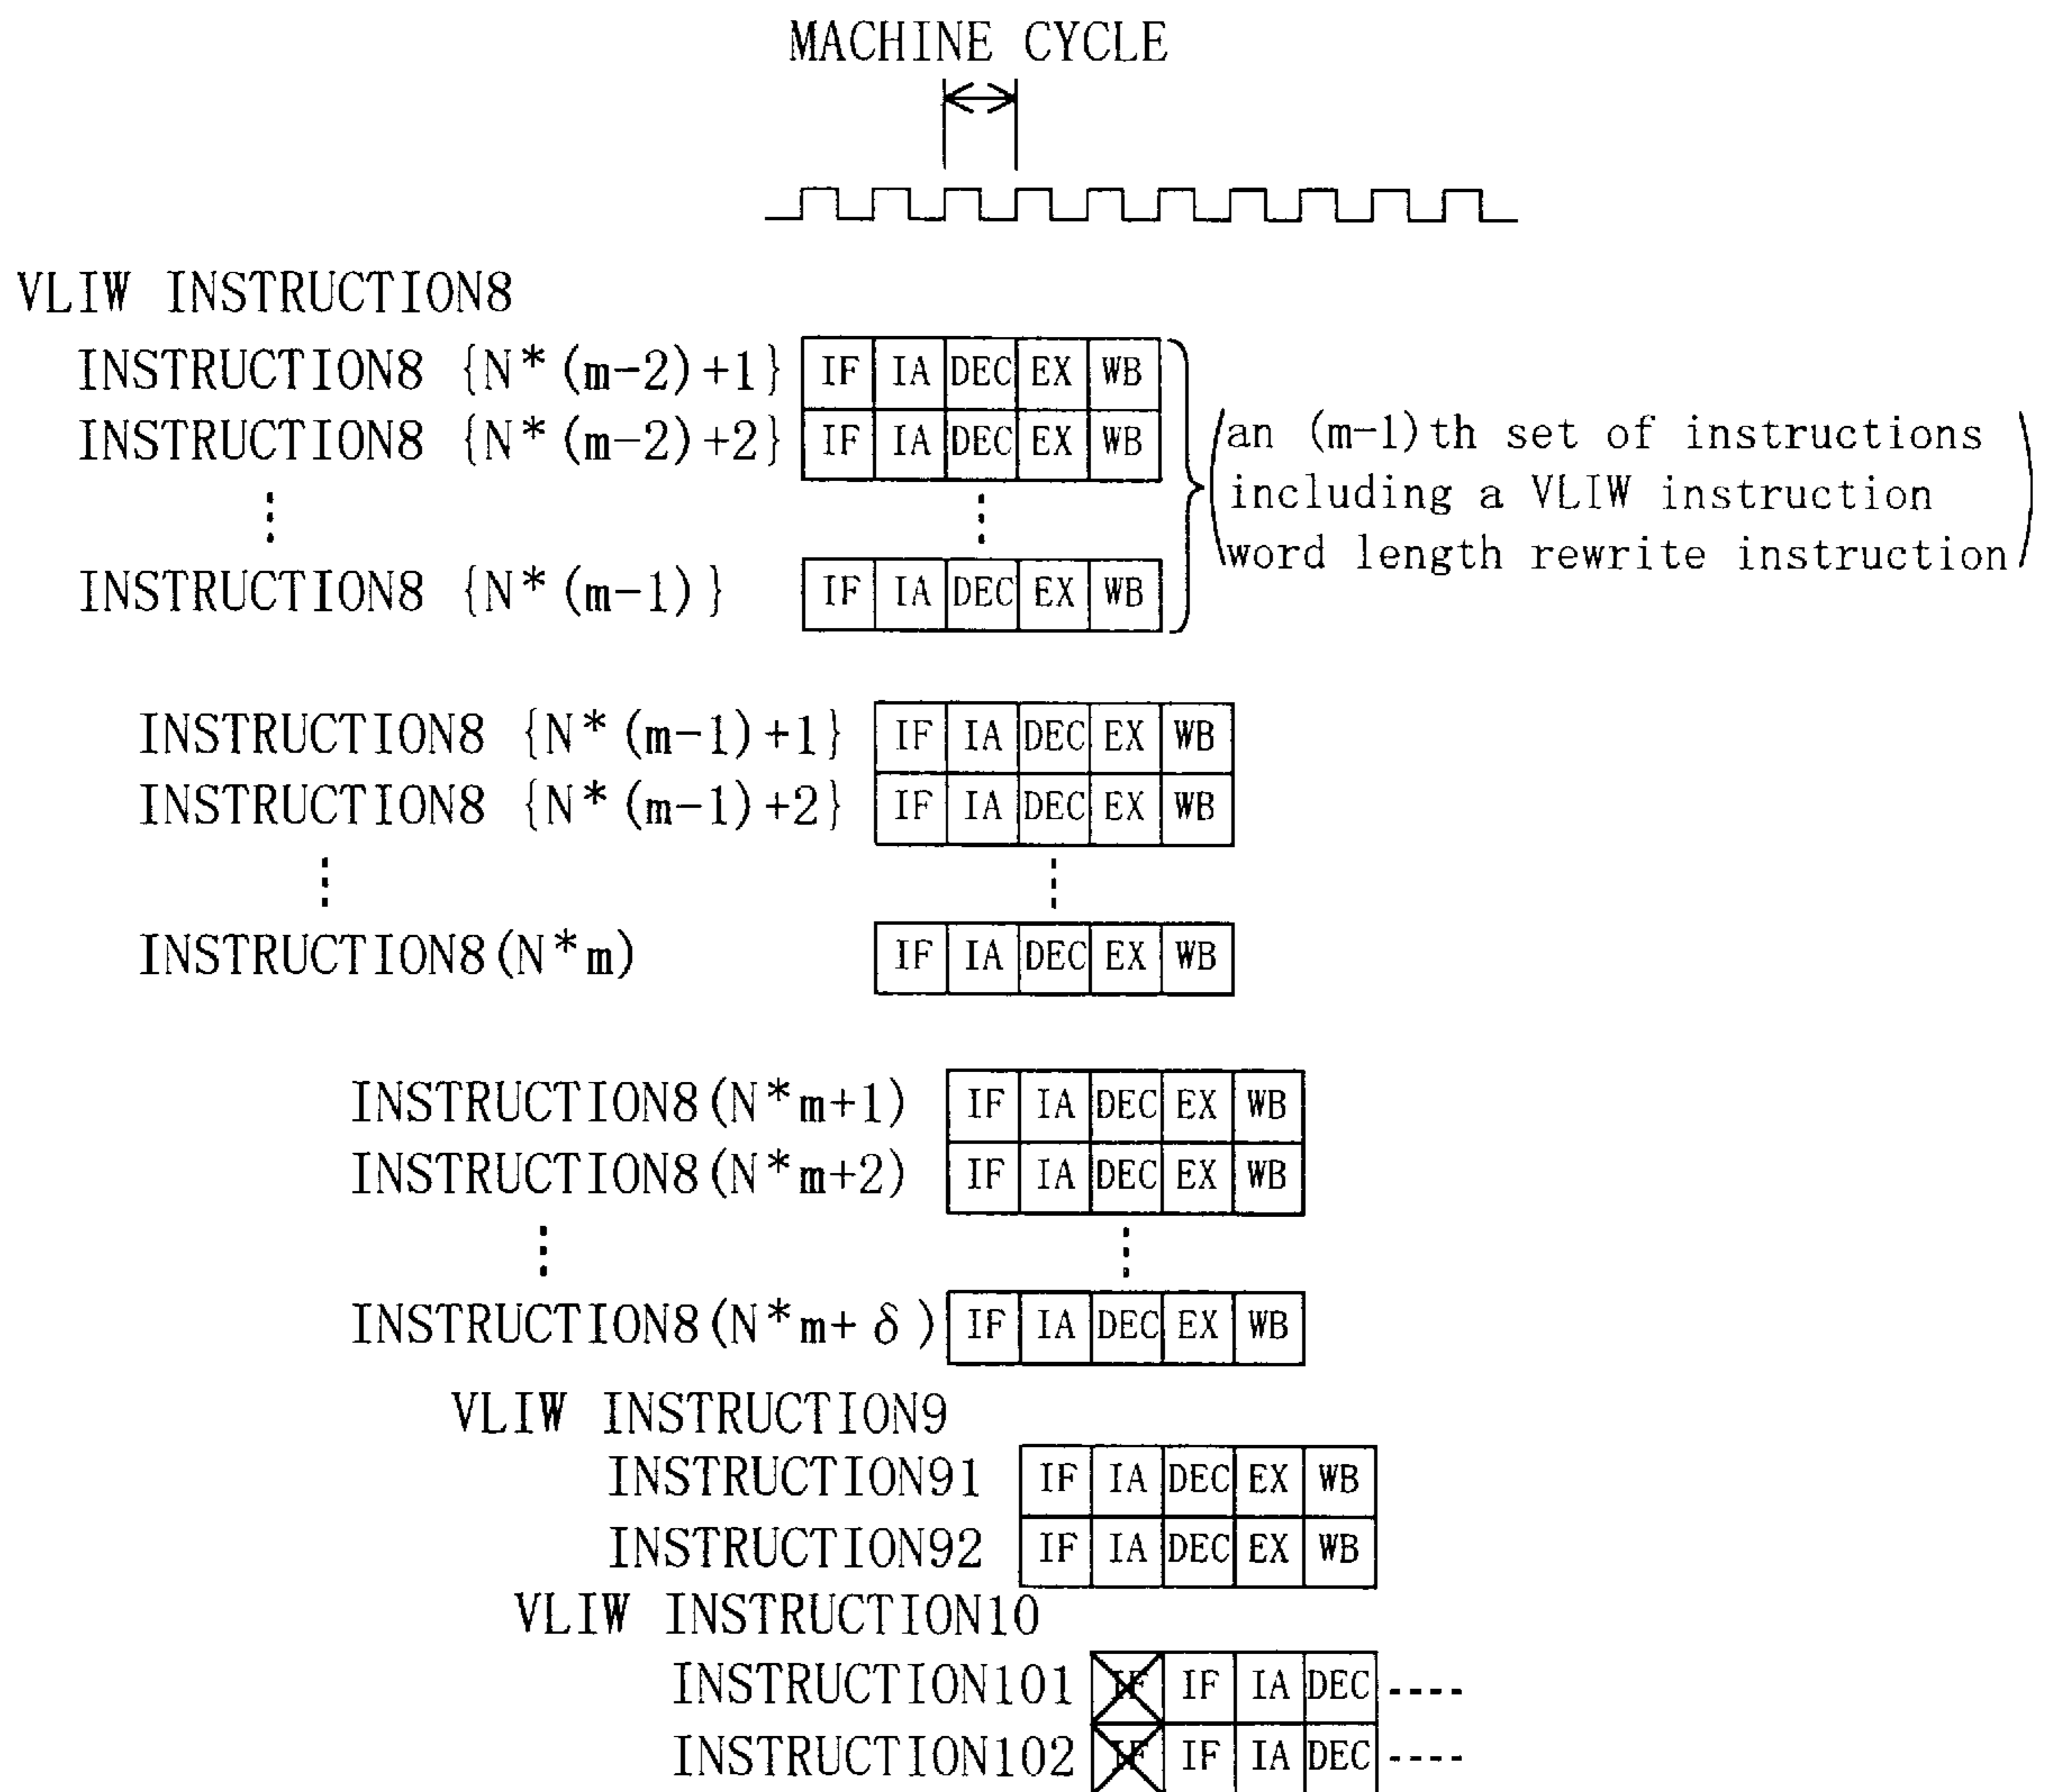 MACHINE CYCLE
VLIW INSTRUCTION8
INSTRUCTION8 {N*(m-2)+1} IF IA DEC EX WB
INSTRUCTION8 {N*(m-2)+2} IF IA DEC EX WB
INSTRUCTION8 {N*(m-1)} IF IA DEC EX WB
(an (m-1)th set of instructions
including a VLIW instruction
word length rewrite instruction)
INSTRUCTION8 {N*(m-1)+1} IF IA DEC EX WB
INSTRUCTION8 {N*(m-1)+2} IF IA DEC EX WB
INSTRUCTION8(N*m) IF IA DEC EX WB
INSTRUCTION8(N*m+1) IF IA DEC EX WB
INSTRUCTION8(N*m+2) IF IA DEC EX WB
INSTRUCTION8(N*m+δ) IF IA DEC EX WB
VLIW INSTRUCTION9
INSTRUCTION91 IF IA DEC EX WB
INSTRUCTION92 IF IA DEC EX WB
VLIW INSTRUCTION10
INSTRUCTION101 IF IF IA DEC ----
INSTRUCTION102 IF IF IA DEC ----